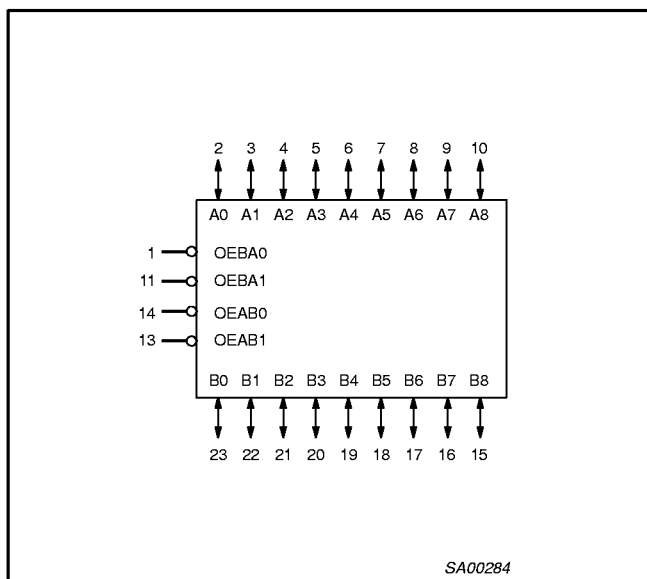 2 3 4 5 6 7 8 9 10
A0 A1 A2 A3 A4 A5 A6 A7 A8
1 OEBA0
11 OEBA1
14 OEAB0
13 OEAB1
B0 B1 B2 B3 B4 B5 B6 B7 B8
23 22 21 20 19 18 17 16 15
SA00284